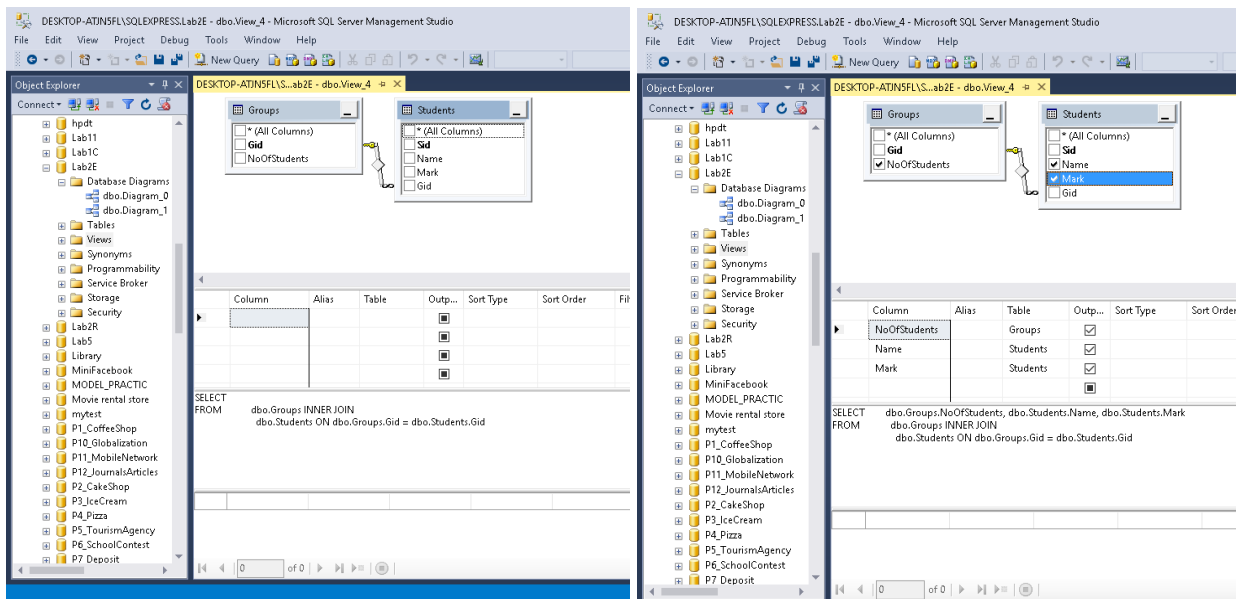 DESKTOP-ATJN5FL\SQLEXPRESS.Lab2E - dbo.View_4 - Microsoft SQL Server Management Studio
File Edit View Project Debug Tools Window Help
New Query
Object Explorer
DESKTOP-ATJN5FL\S...ab2E - dbo.View_4
Connect
hpdt
Lab11
Lab1C
Lab2E
Database Diagrams
dbo.Diagram_0
dbo.Diagram_1
Tables
Views
Synonyms
Programmability
Service Broker
Storage
Security
Lab2R
Lab5
Library
MiniFacebook
MODEL_PRACTIC
Movie rental store
mytest
P1_CoffeeShop
P10_Globalization
P11_MobileNetwork
P12_JournalsArticles
P2_CakeShop
P3_IceCream
P4_Pizza
P5_TourismAgency
P6_SchoolContest
P7 Deposit
Groups
* (All Columns)
Gid
NoOfStudents
Students
* (All Columns)
Sid
Name
Mark
Gid
Column Alias Table Outp... Sort Type Sort Order Fil
SELECT
FROM dbo.Groups INNER JOIN
dbo.Students ON dbo.Groups.Gid = dbo.Students.Gid
0 of 0
DESKTOP-ATJN5FL\SQLEXPRESS.Lab2E - dbo.View_4 - Microsoft SQL Server Management Studio
File Edit View Project Debug Tools Window Help
New Query
Object Explorer
DESKTOP-ATJN5FL\S...ab2E - dbo.View_4
Connect
hpdt
Lab11
Lab1C
Lab2E
Database Diagrams
dbo.Diagram_0
dbo.Diagram_1
Tables
Views
Synonyms
Programmability
Service Broker
Storage
Security
Lab2R
Lab5
Library
MiniFacebook
MODEL_PRACTIC
Movie rental store
mytest
P1_CoffeeShop
P10_Globalization
P11_MobileNetwork
P12_JournalsArticles
P2_CakeShop
P3_IceCream
P4_Pizza
P5_TourismAgency
P6_SchoolContest
P7 Deposit
Groups
* (All Columns)
Gid
NoOfStudents
Students
* (All Columns)
Sid
Name
Mark
Gid
Column Alias Table Outp... Sort Type Sort Order
NoOfStudents Groups
Name Students
Mark Students
SELECT dbo.Groups.NoOfStudents, dbo.Students.Name, dbo.Students.Mark
FROM dbo.Groups INNER JOIN
dbo.Students ON dbo.Groups.Gid = dbo.Students.Gid
0 of 0